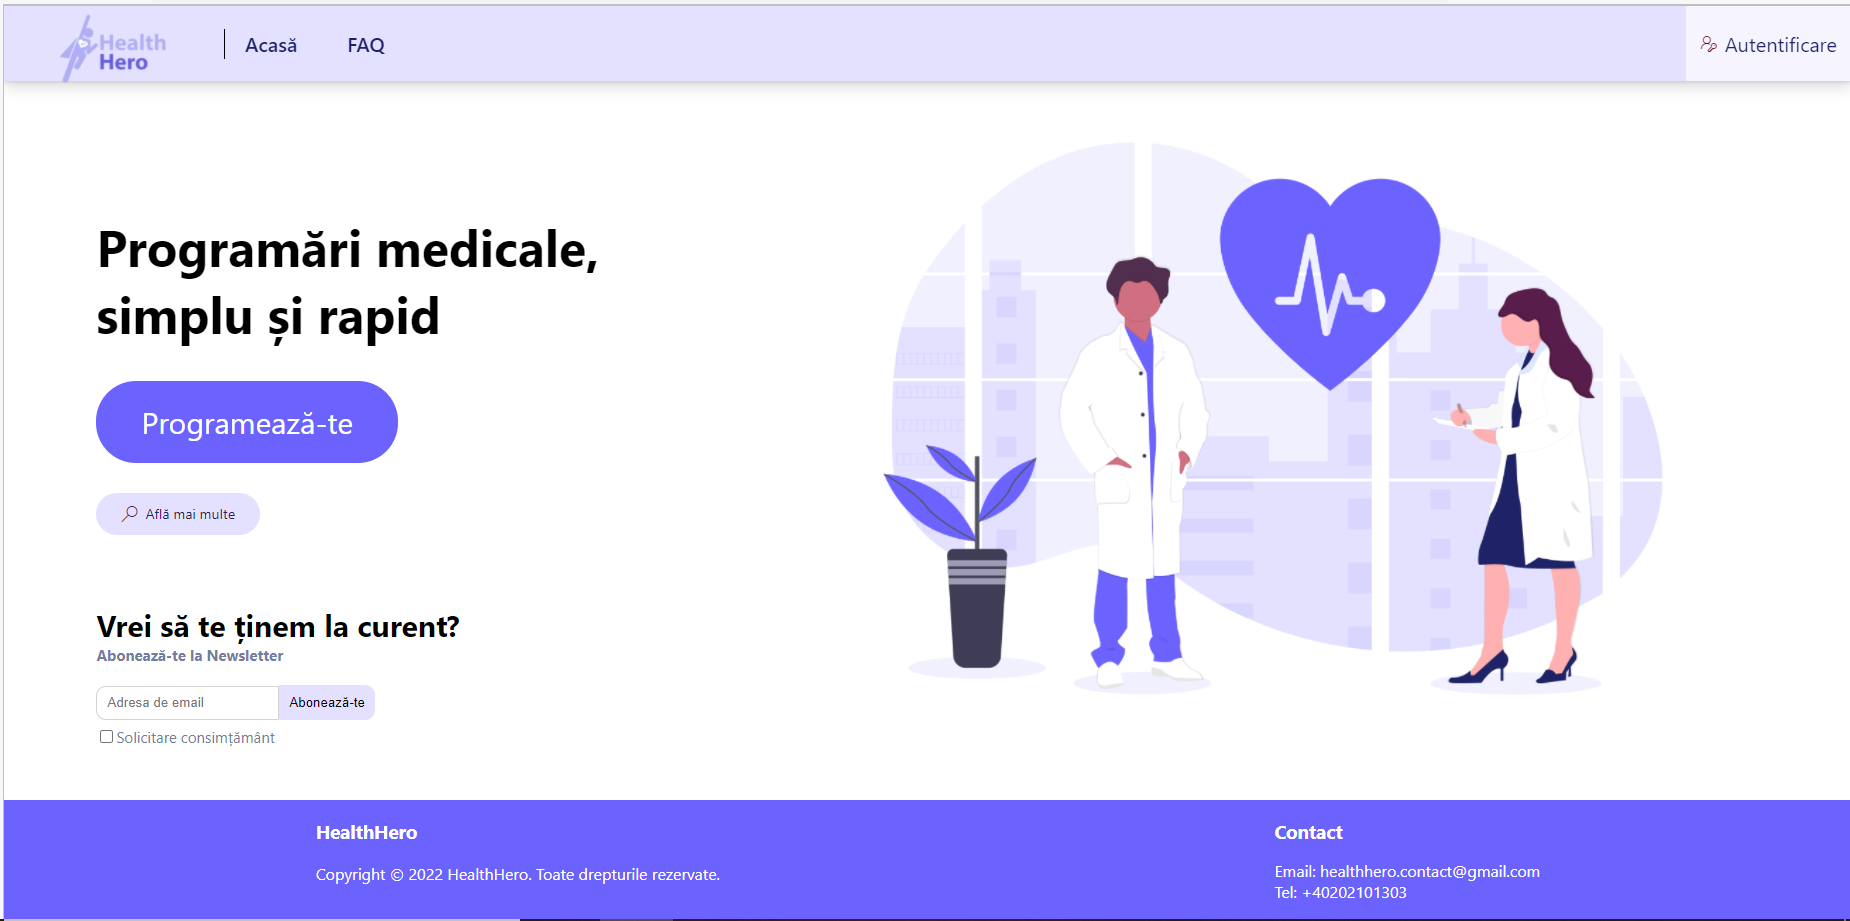 Health
Hero
Acasă
FAQ
Autentificare
Programări medicale,
simplu și rapid
Programează-te
Află mai multe
Vrei să te ținem la curent?
Abonează-te la Newsletter
Adresa de email
Abonează-te
Solicitare consimțământ
HealthHero
Copyright © 2022 HealthHero. Toate drepturile rezervate.
Contact
Email: healthhero.contact@gmail.com
Tel: +40202101303